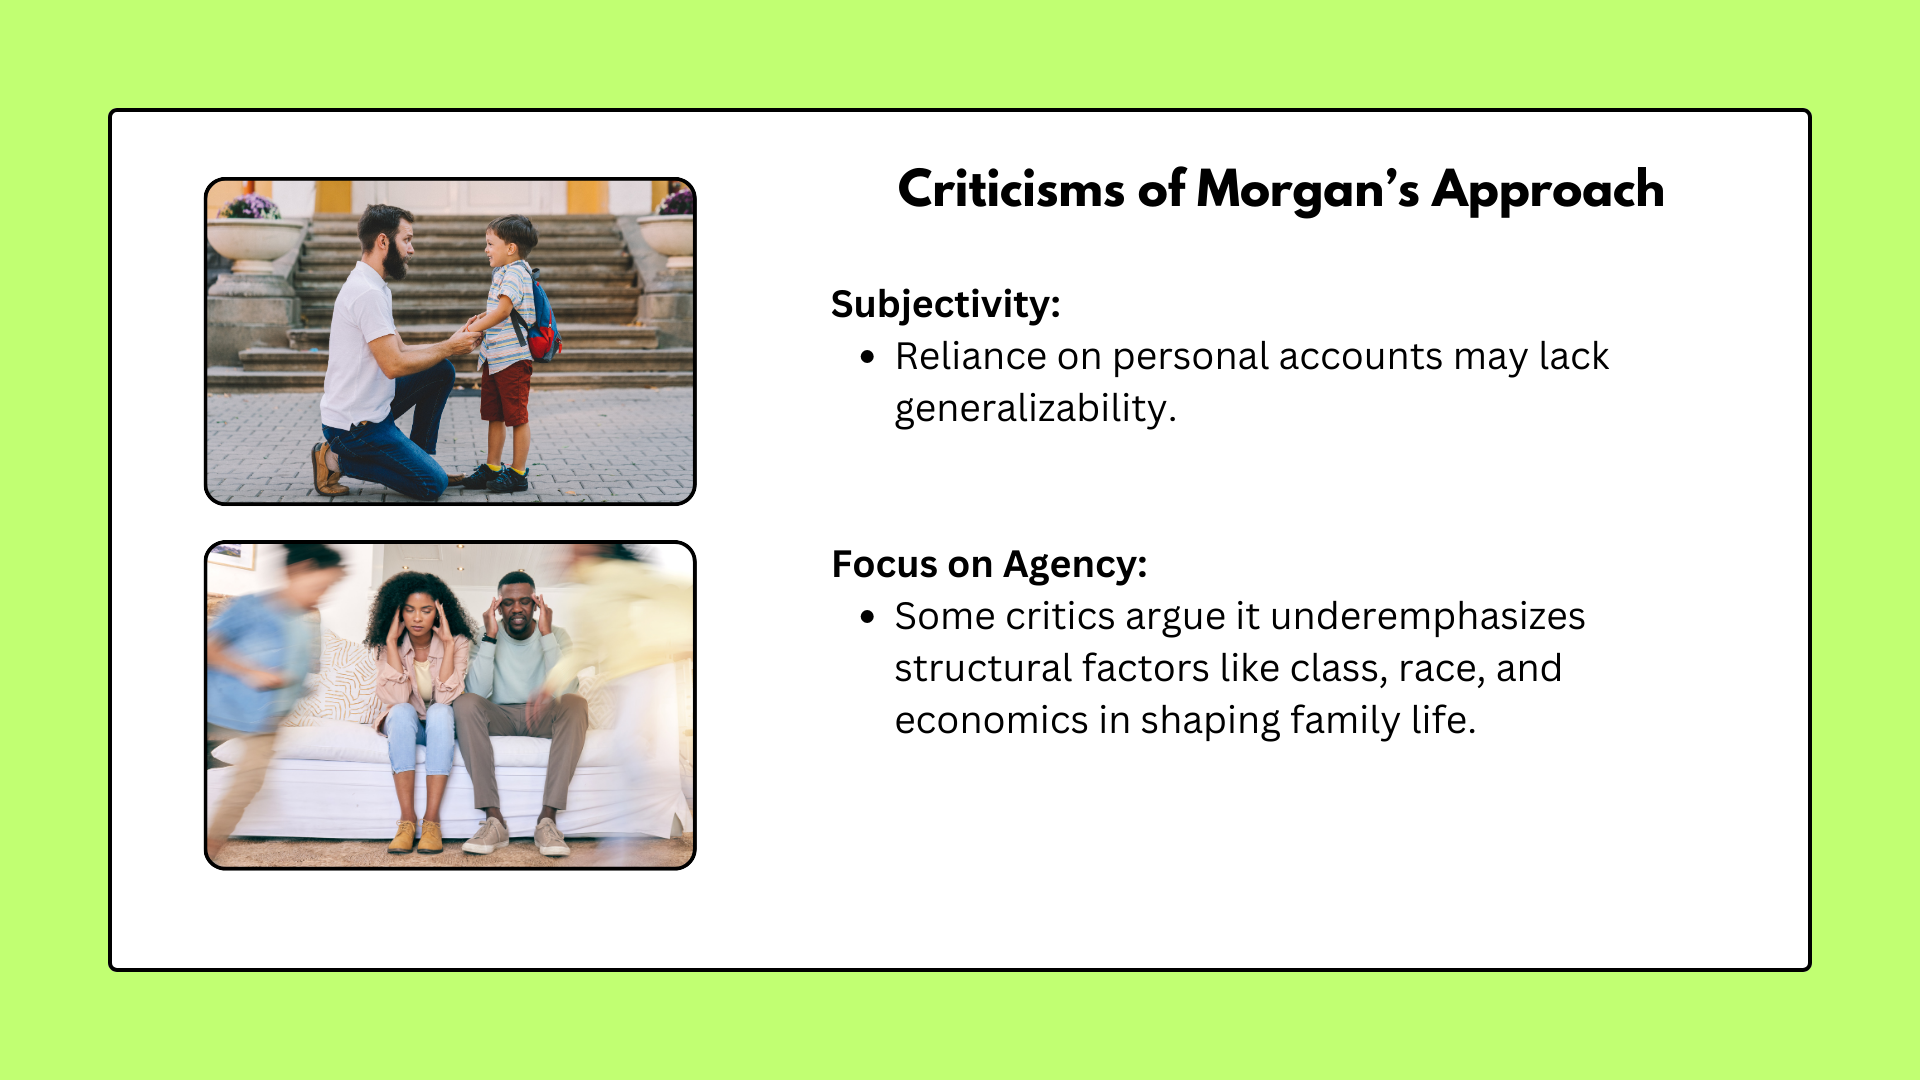 Criticisms of Morgan’s Approach
Subjectivity:
• Reliance on personal accounts may lack
generalizability.
Focus on Agency:
• Some critics argue it underemphasizes
structural factors like class, race, and
economics in shaping family life.